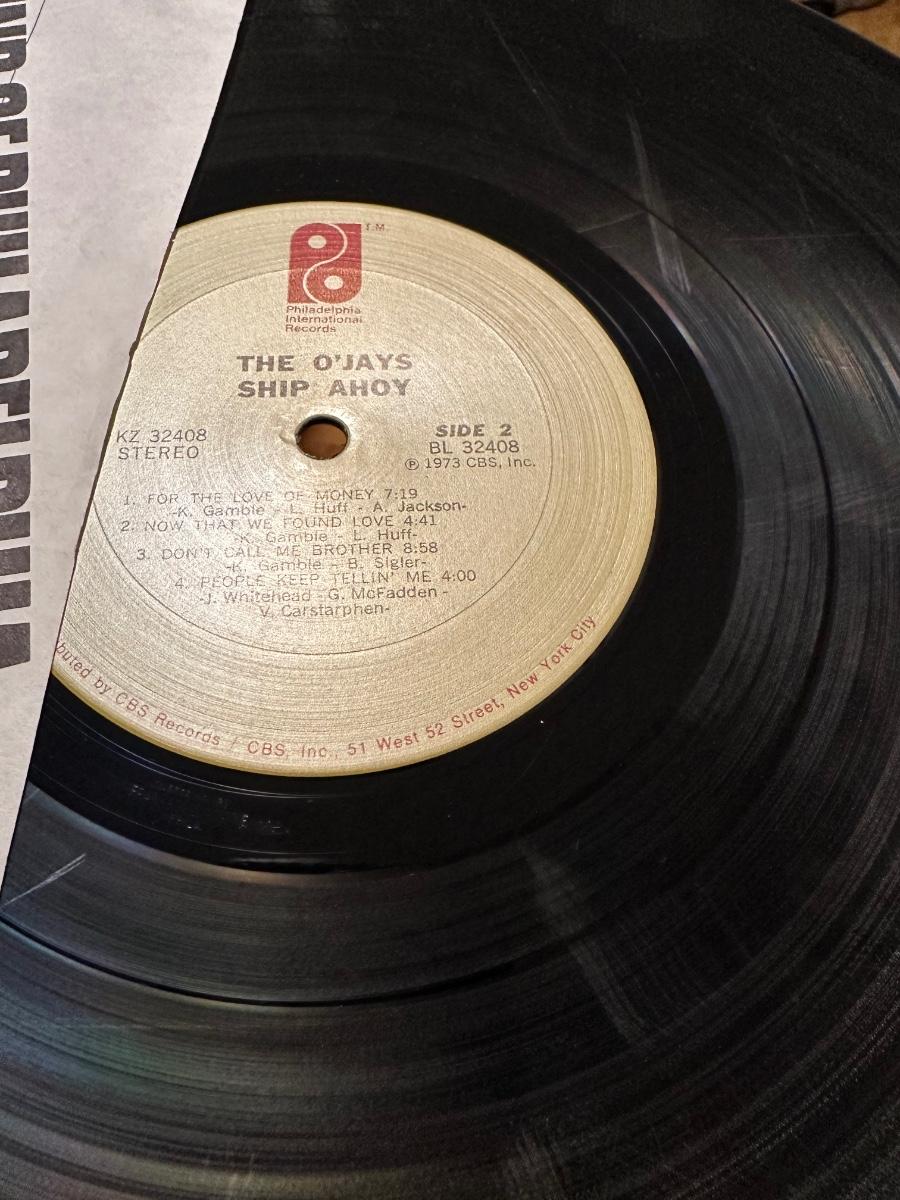 T.M.
Philadelphia
International
Records
THE O'JAYS
SHIP AHOY
KZ 32408
STEREO
SIDE 2
BL 32408
Ⓟ 1973 CBS, Inc.
1. FOR THE LOVE OF MONEY 7:19
-K. Gamble - L. Huff - A. Jackson-
2. NOW THAT WE FOUND LOVE 4:41
-K. Gamble - L. Huff-
3. DON'T CALL ME BROTHER 8:58
-K. Gamble - B. Sigler-
4. PEOPLE KEEP TELLIN' ME 4:00
-J. Whitehead - G. McFadden -
V. Carstarphen-
buted by CBS Records / CBS, Inc., 51 West 52 Street, New York City